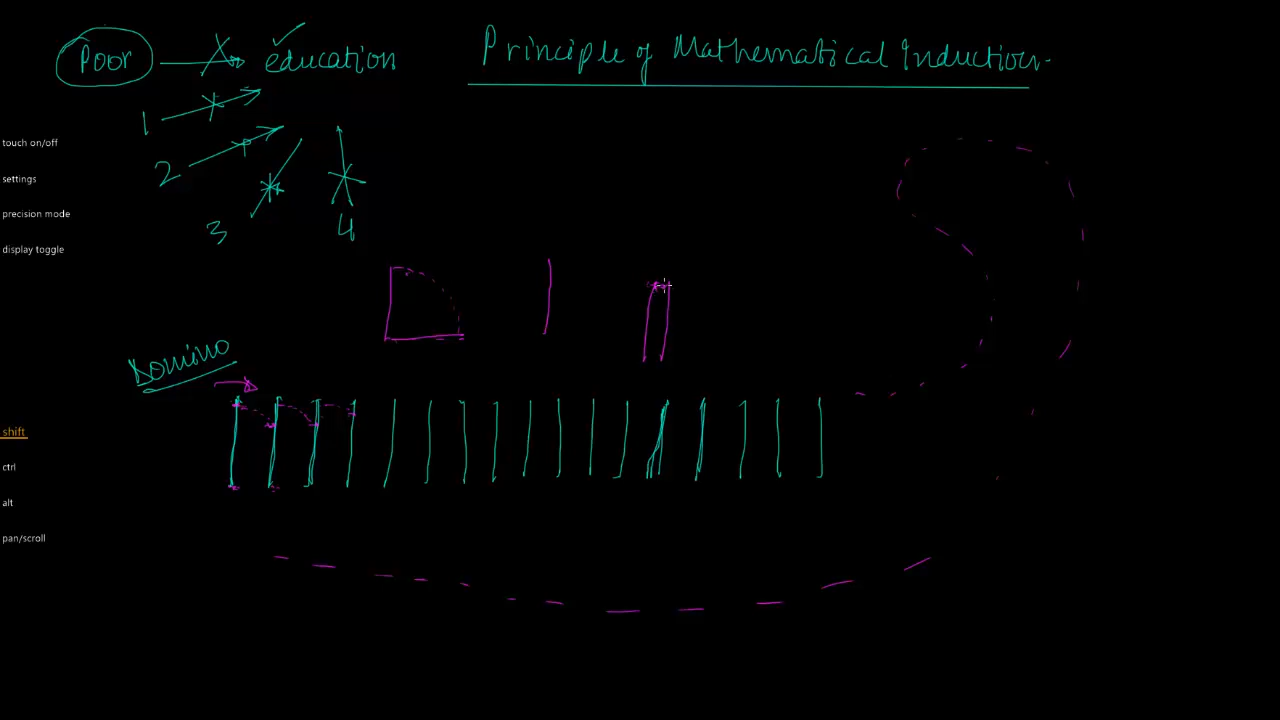 Poor education
Principle of Mathematical Induction.
1
2
3
4
touch on/off
settings
precision mode
display toggle
Domino
shift
ctrl
alt
pan/scroll